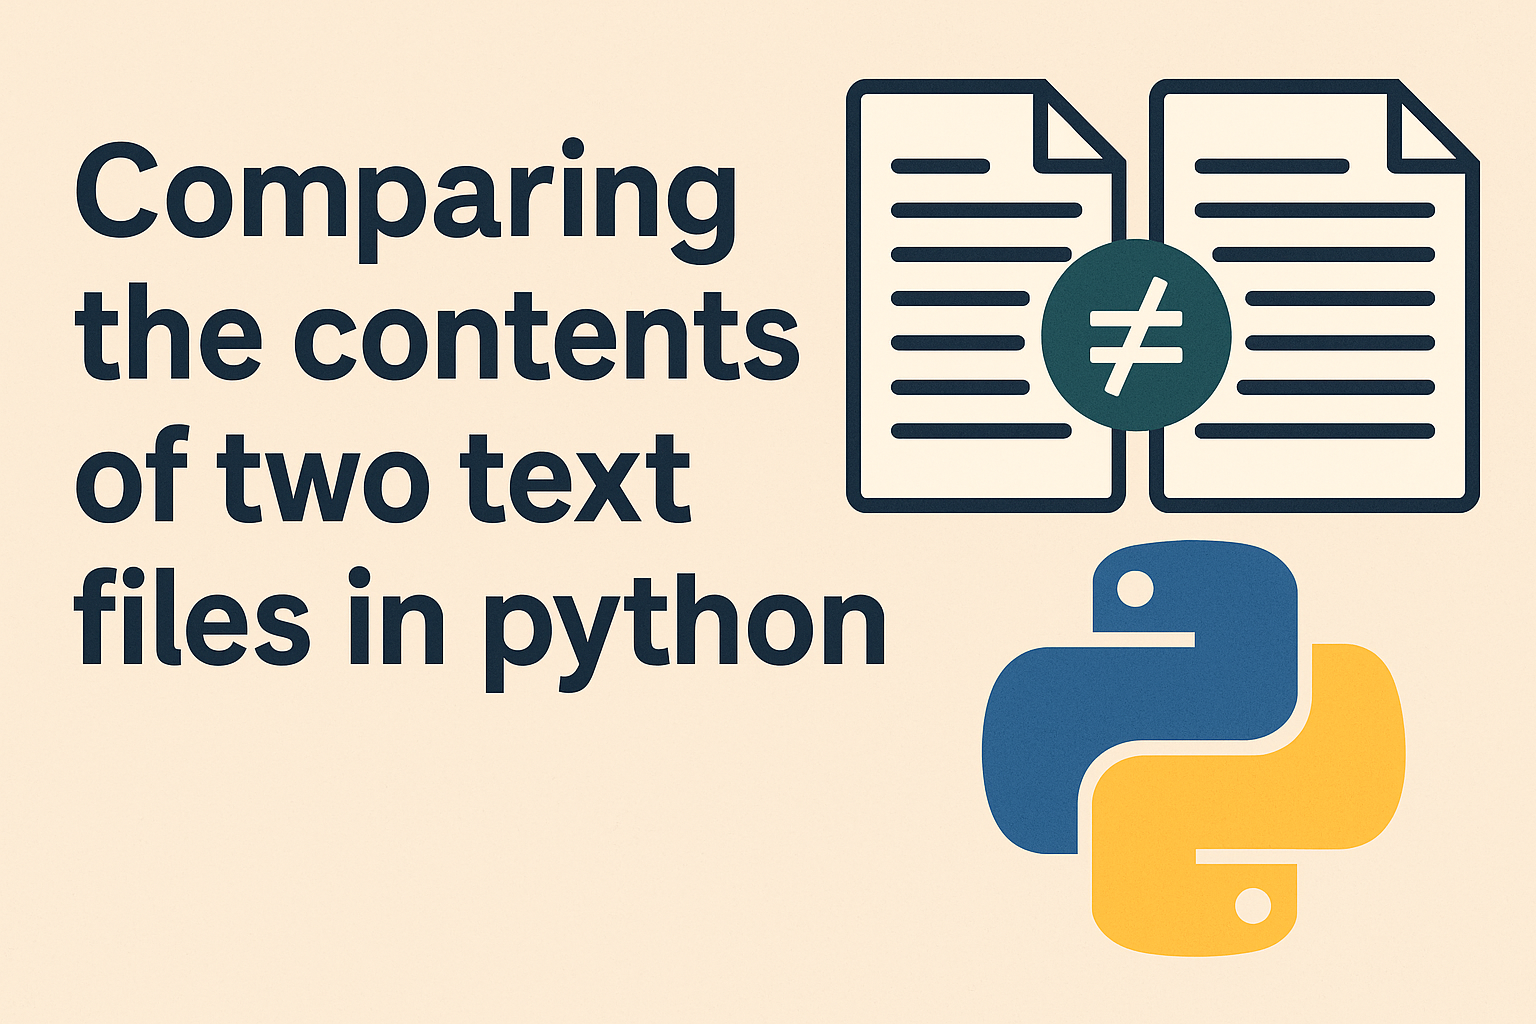 Comparing
the contents
of two text
files in python
≠